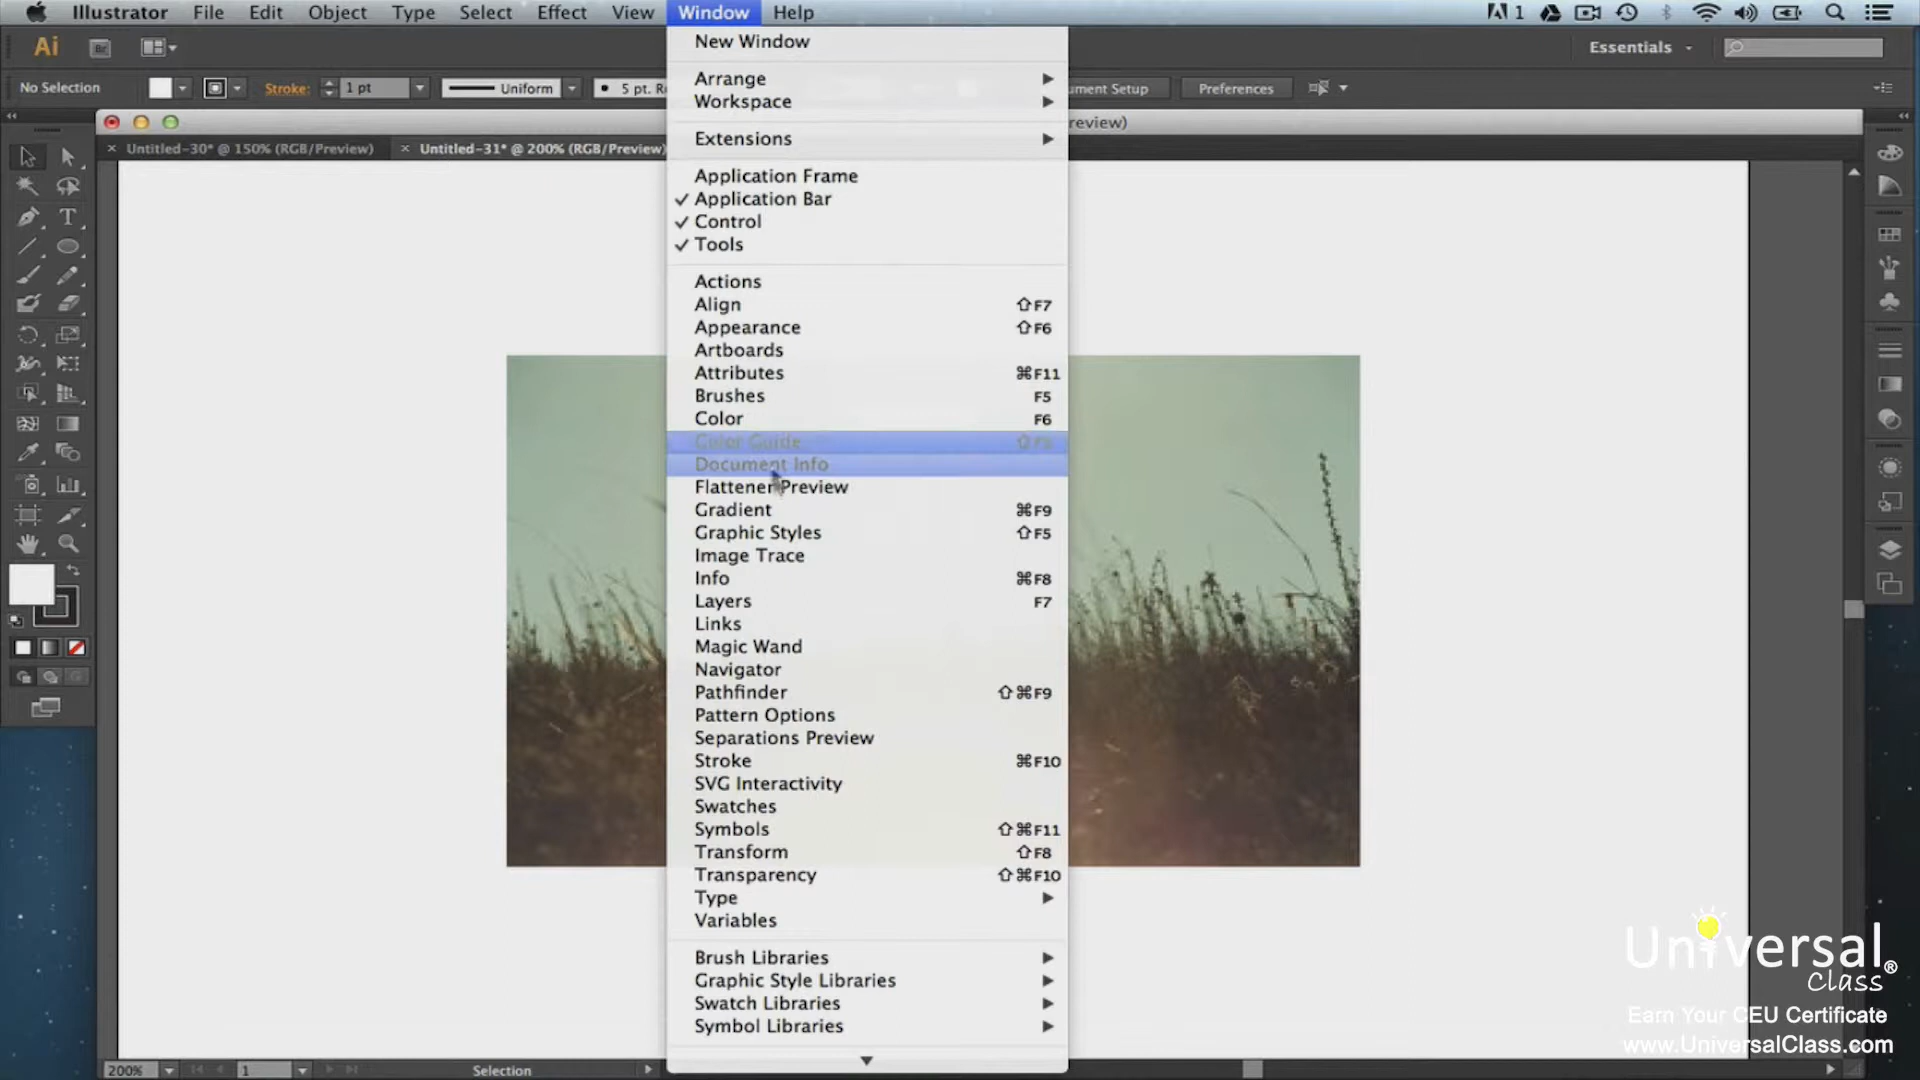 Illustrator File Edit Object Type Select Effect View Window Help
1
Ai Br Essentials
No Selection Stroke: 1 pt Uniform 5 pt. Preferences
Untitled-30* @ 150% (RGB/Preview) Untitled-31* @ 200% (RGB/Preview)
New Window
Arrange
Workspace
Extensions
Application Frame
✓ Application Bar
✓ Control
✓ Tools
Actions
Align ⇧F7
Appearance ⇧F6
Artboards
Attributes ⌘F11
Brushes F5
Color F6
Color Guide
Document Info
Flattener Preview
Gradient ⌘F9
Graphic Styles ⇧F5
Image Trace
Info ⌘F8
Layers F7
Links
Magic Wand
Navigator
Pathfinder ⇧⌘F9
Pattern Options
Separations Preview
Stroke ⌘F10
SVG Interactivity
Swatches
Symbols ⇧⌘F11
Transform ⇧F8
Transparency ⇧⌘F10
Type
Variables
Brush Libraries
Graphic Style Libraries
Swatch Libraries
Symbol Libraries
200% 1 Selection
Universal
Class®
Earn Your CEU Certificate
www.UniversalClass.com